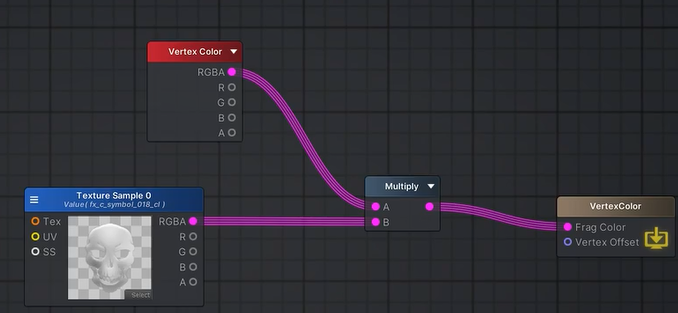 Vertex Color
RGBA
R
G
B
A
Texture Sample 0
Value( fx_c_symbol_018_cl )
Tex
UV
SS
Select
RGBA
R
G
B
A
Multiply
A
B
VertexColor
Frag Color
Vertex Offset